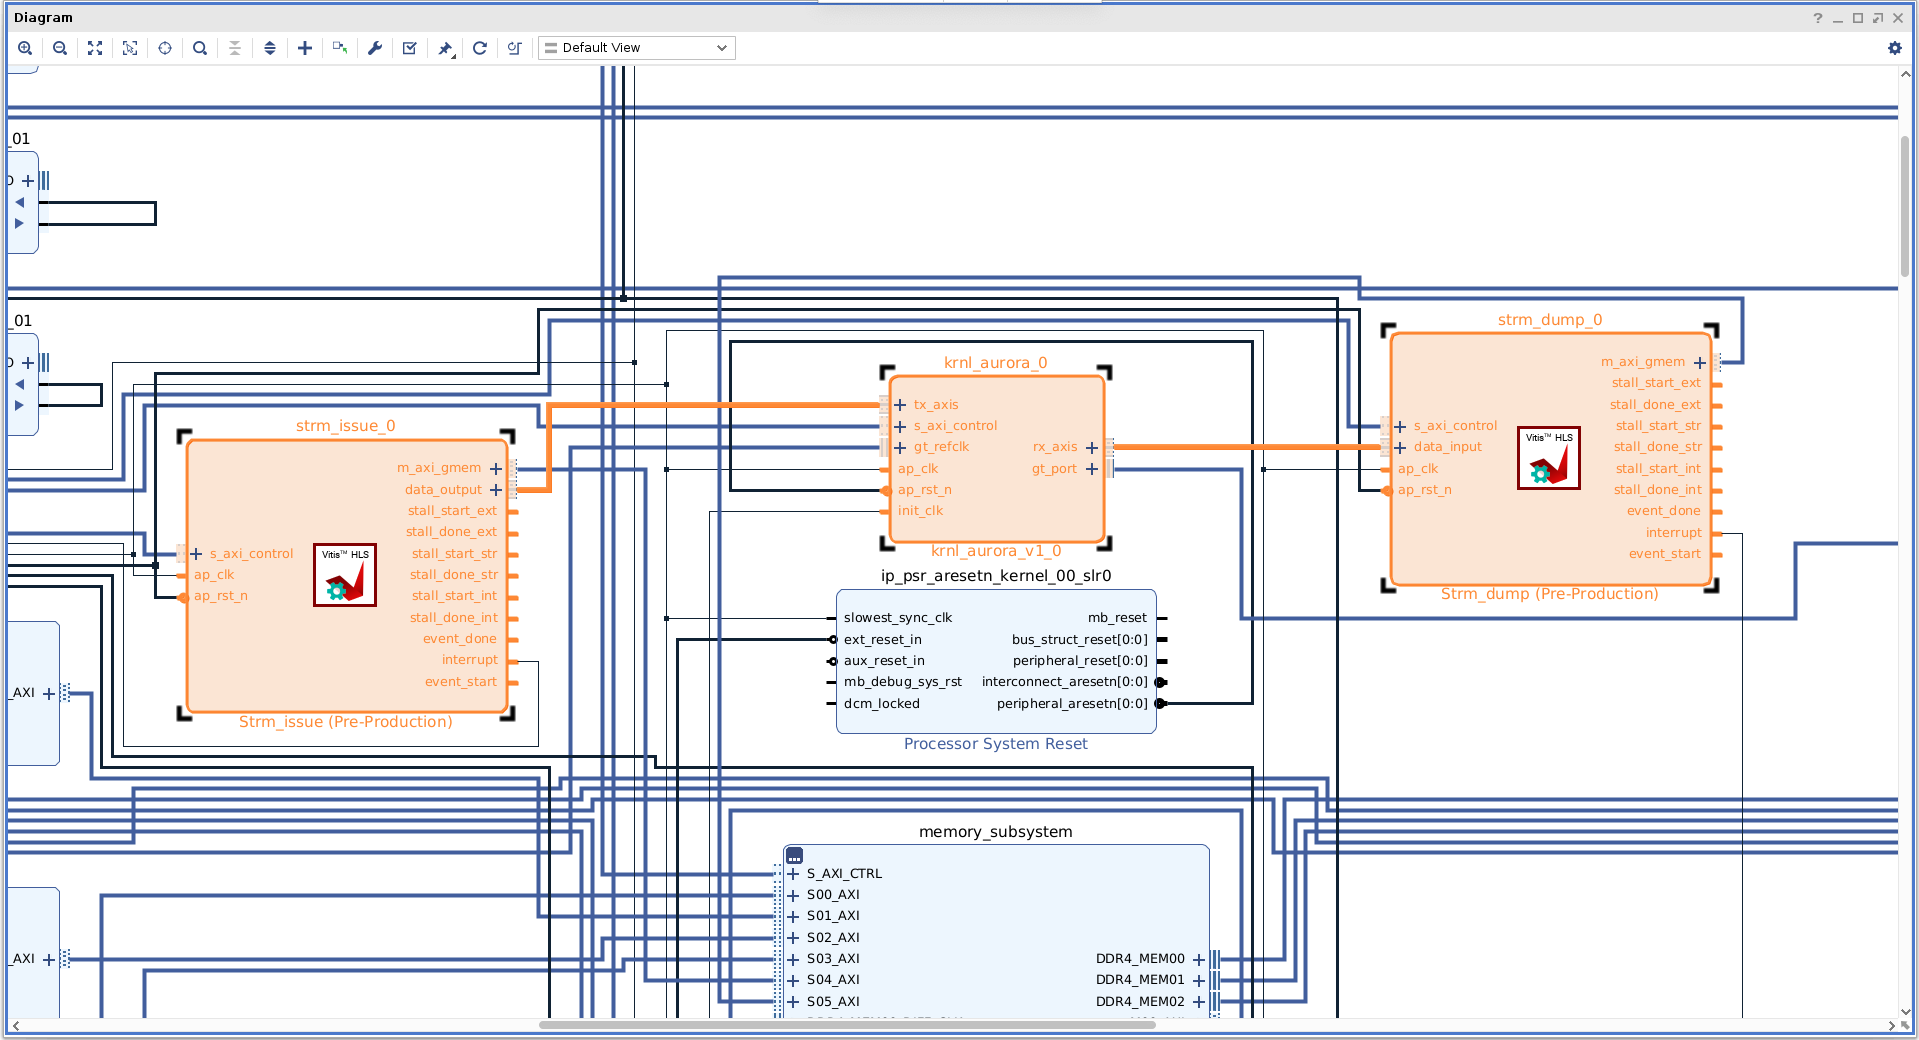 Diagram
Default View
_01
_01
strm_issue_0
m_axi_gmem
data_output
stall_start_ext
stall_done_ext
stall_start_str
stall_done_str
stall_start_int
stall_done_int
event_done
interrupt
event_start
s_axi_control
ap_clk
ap_rst_n
Vitis™ HLS
Strm_issue (Pre-Production)
krnl_aurora_0
tx_axis
s_axi_control
gt_refclk
ap_clk
ap_rst_n
init_clk
rx_axis
gt_port
krnl_aurora_v1_0
strm_dump_0
m_axi_gmem
stall_start_ext
stall_done_ext
stall_start_str
stall_done_str
stall_start_int
stall_done_int
event_done
interrupt
event_start
s_axi_control
data_input
ap_clk
ap_rst_n
Vitis™ HLS
Strm_dump (Pre-Production)
ip_psr_aresetn_kernel_00_slr0
slowest_sync_clk
ext_reset_in
aux_reset_in
mb_debug_sys_rst
dcm_locked
mb_reset
bus_struct_reset[0:0]
peripheral_reset[0:0]
interconnect_aresetn[0:0]
peripheral_aresetn[0:0]
Processor System Reset
_AXI
_AXI
memory_subsystem
S_AXI_CTRL
S00_AXI
S01_AXI
S02_AXI
S03_AXI
S04_AXI
S05_AXI
DDR4_MEM00
DDR4_MEM01
DDR4_MEM02